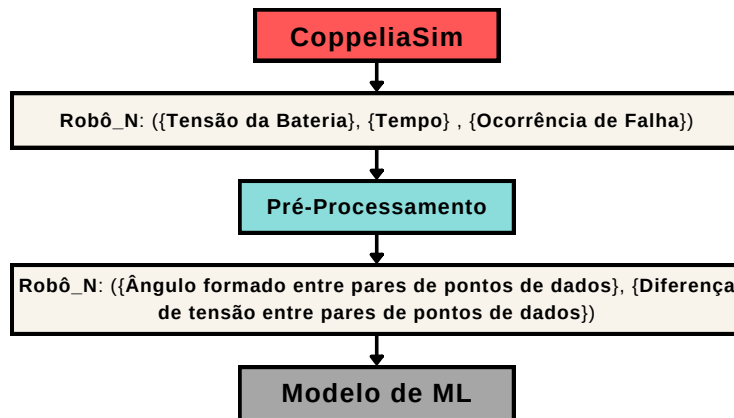 CoppeliaSim
Robô_N: ({Tensão da Bateria}, {Tempo} , {Ocorrência de Falha})
Pré-Processamento
Robô_N: ({Ângulo formado entre pares de pontos de dados}, {Diferença
de tensão entre pares de pontos de dados})
Modelo de ML